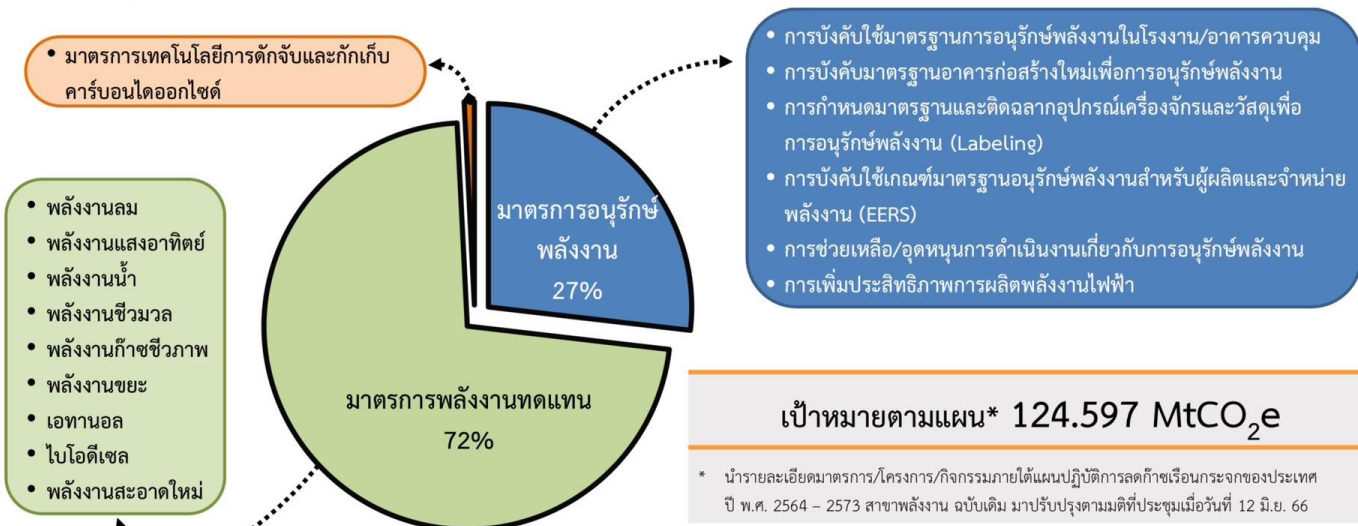 • มาตรการเทคโนโลยีการดักจับและกักเก็บ
คาร์บอนไดออกไซด์
• การบังคับใช้มาตรฐานการอนุรักษ์พลังงานในโรงงาน/อาคารควบคุม
• การบังคับมาตรฐานอาคารก่อสร้างใหม่เพื่อการอนุรักษ์พลังงาน
• การกำหนดมาตรฐานและติดฉลากอุปกรณ์เครื่องจักรและวัสดุเพื่อ
การอนุรักษ์พลังงาน (Labeling)
• การบังคับใช้เกณฑ์มาตรฐานอนุรักษ์พลังงานสำหรับผู้ผลิตและจำหน่าย
พลังงาน (EERS)
• การช่วยเหลือ/อุดหนุนการดำเนินงานเกี่ยวกับการอนุรักษ์พลังงาน
• การเพิ่มประสิทธิภาพการผลิตพลังงานไฟฟ้า
มาตรการอนุรักษ์
พลังงาน
27%
• พลังงานลม
• พลังงานแสงอาทิตย์
• พลังงานน้ำ
• พลังงานชีวมวล
• พลังงานก๊าซชีวภาพ
• พลังงานขยะ
• เอทานอล
• ไบโอดีเซล
• พลังงานสะอาดใหม่
มาตรการพลังงานทดแทน
72%
เป้าหมายตามแผน* 124.597 MtCO₂e
* นำรายละเอียดมาตรการ/โครงการ/กิจกรรมภายใต้แผนปฏิบัติการลดก๊าซเรือนกระจกของประเทศ
ปี พ.ศ. 2564 – 2573 สาขาพลังงาน ฉบับเดิม มาปรับปรุงตามมติที่ประชุมเมื่อวันที่ 12 มิ.ย. 66